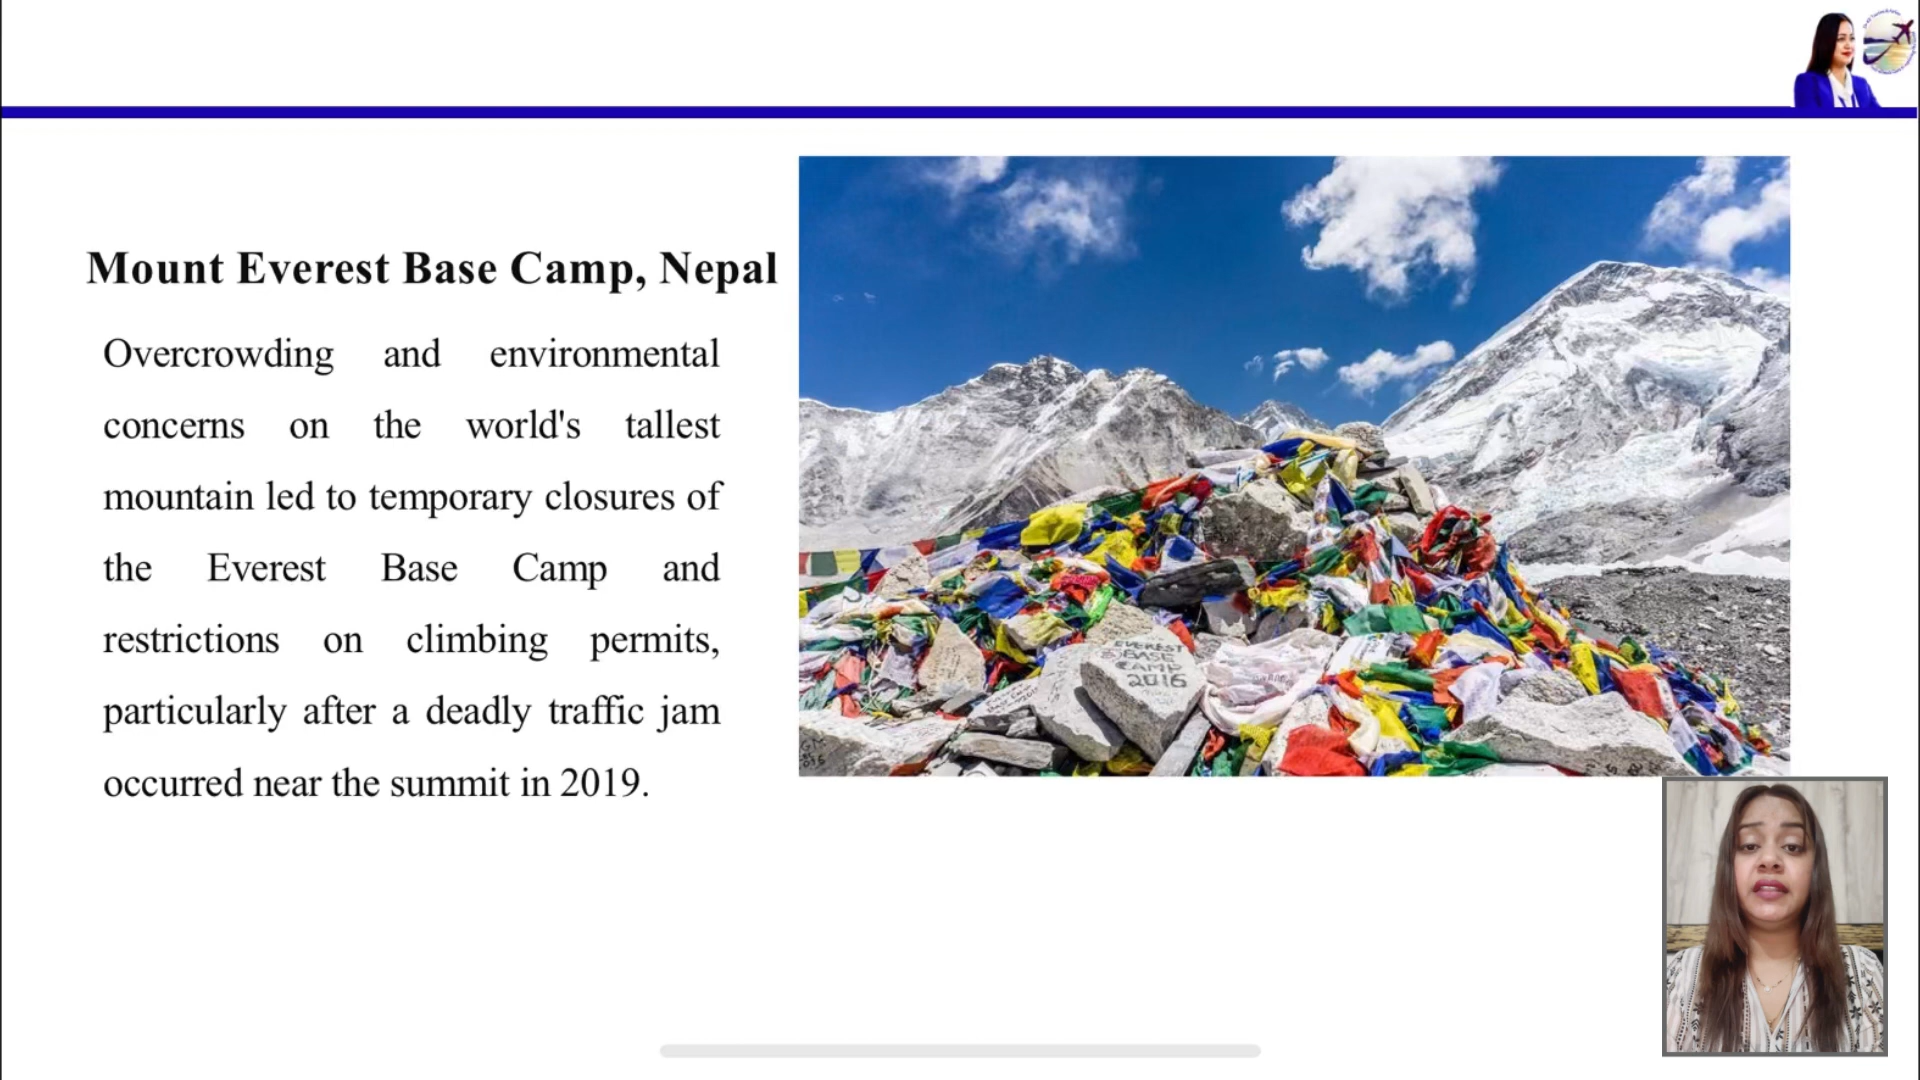 Mount Everest Base Camp, Nepal
Overcrowding and environmental
concerns on the world's tallest
mountain led to temporary closures of
the Everest Base Camp and
restrictions on climbing permits,
particularly after a deadly traffic jam
occurred near the summit in 2019.
EVEREST
BASE
CAMP
2016